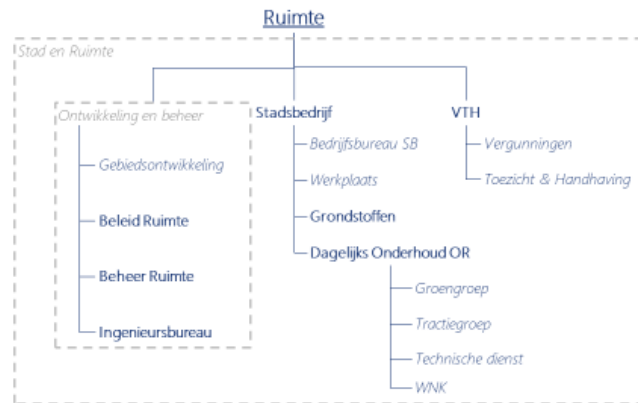 Ruimte
Stad en Ruimte
Ontwikkeling en beheer
Gebiedsontwikkeling
Beleid Ruimte
Beheer Ruimte
Ingenieursbureau
Stadsbedrijf
Bedrijfsbureau SB
Werkplaats
Grondstoffen
Dagelijks Onderhoud OR
Groengroep
Tractiegroep
Technische dienst
WNK
VTH
Vergunningen
Toezicht & Handhaving